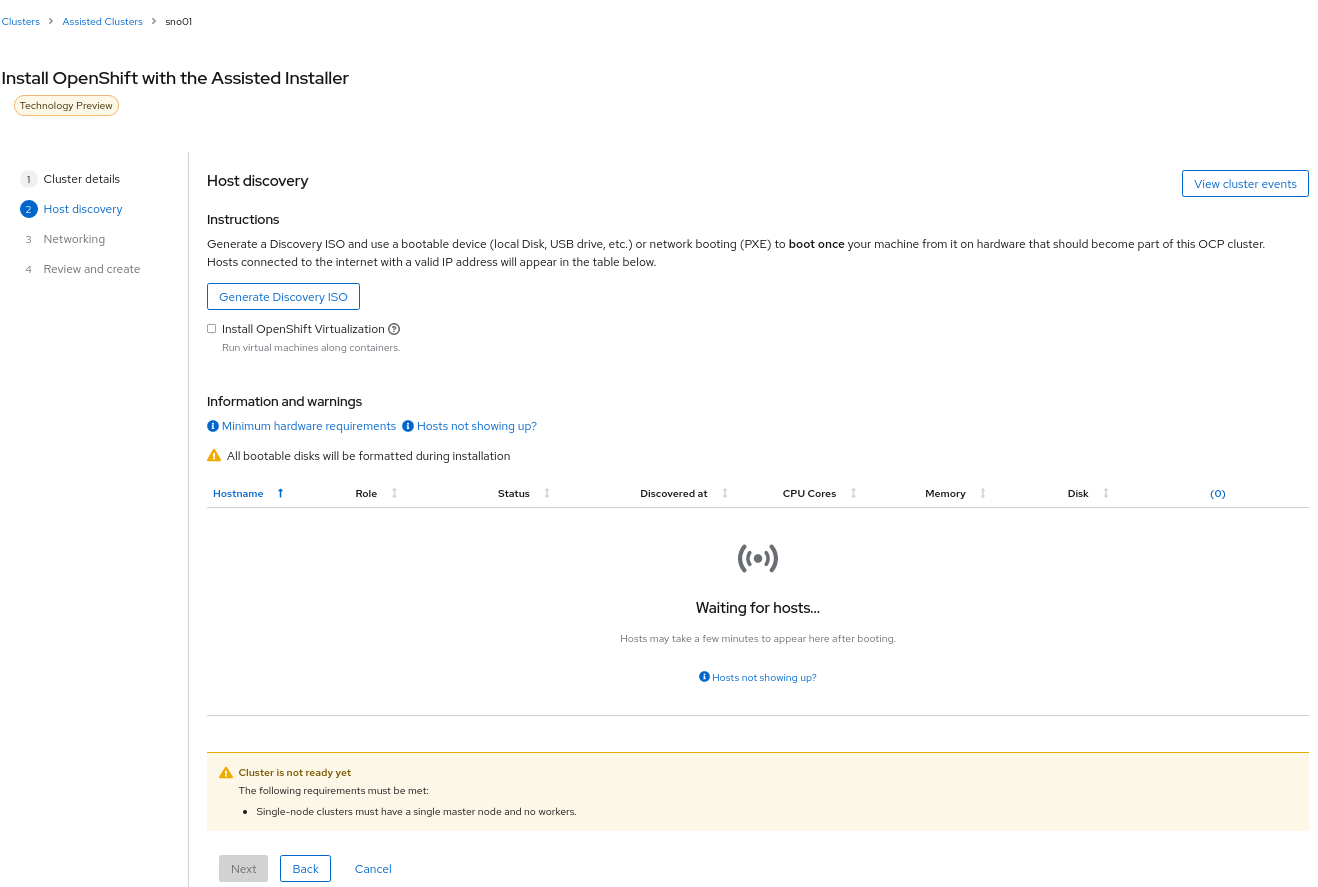 Clusters > Assisted Clusters > sno01
Install OpenShift with the Assisted Installer
Technology Preview
1 Cluster details
2 Host discovery
3 Networking
4 Review and create
Host discovery
View cluster events
Instructions
Generate a Discovery ISO and use a bootable device (local Disk, USB drive, etc.) or network booting (PXE) to boot once your machine from it on hardware that should become part of this OCP cluster.
Hosts connected to the internet with a valid IP address will appear in the table below.
Generate Discovery ISO
Install OpenShift Virtualization
Run virtual machines along containers.
Information and warnings
Minimum hardware requirements Hosts not showing up?
All bootable disks will be formatted during installation
Hostname Role Status Discovered at CPU Cores Memory Disk (0)
Waiting for hosts...
Hosts may take a few minutes to appear here after booting.
Hosts not showing up?
Cluster is not ready yet
The following requirements must be met:
• Single-node clusters must have a single master node and no workers.
Next Back Cancel